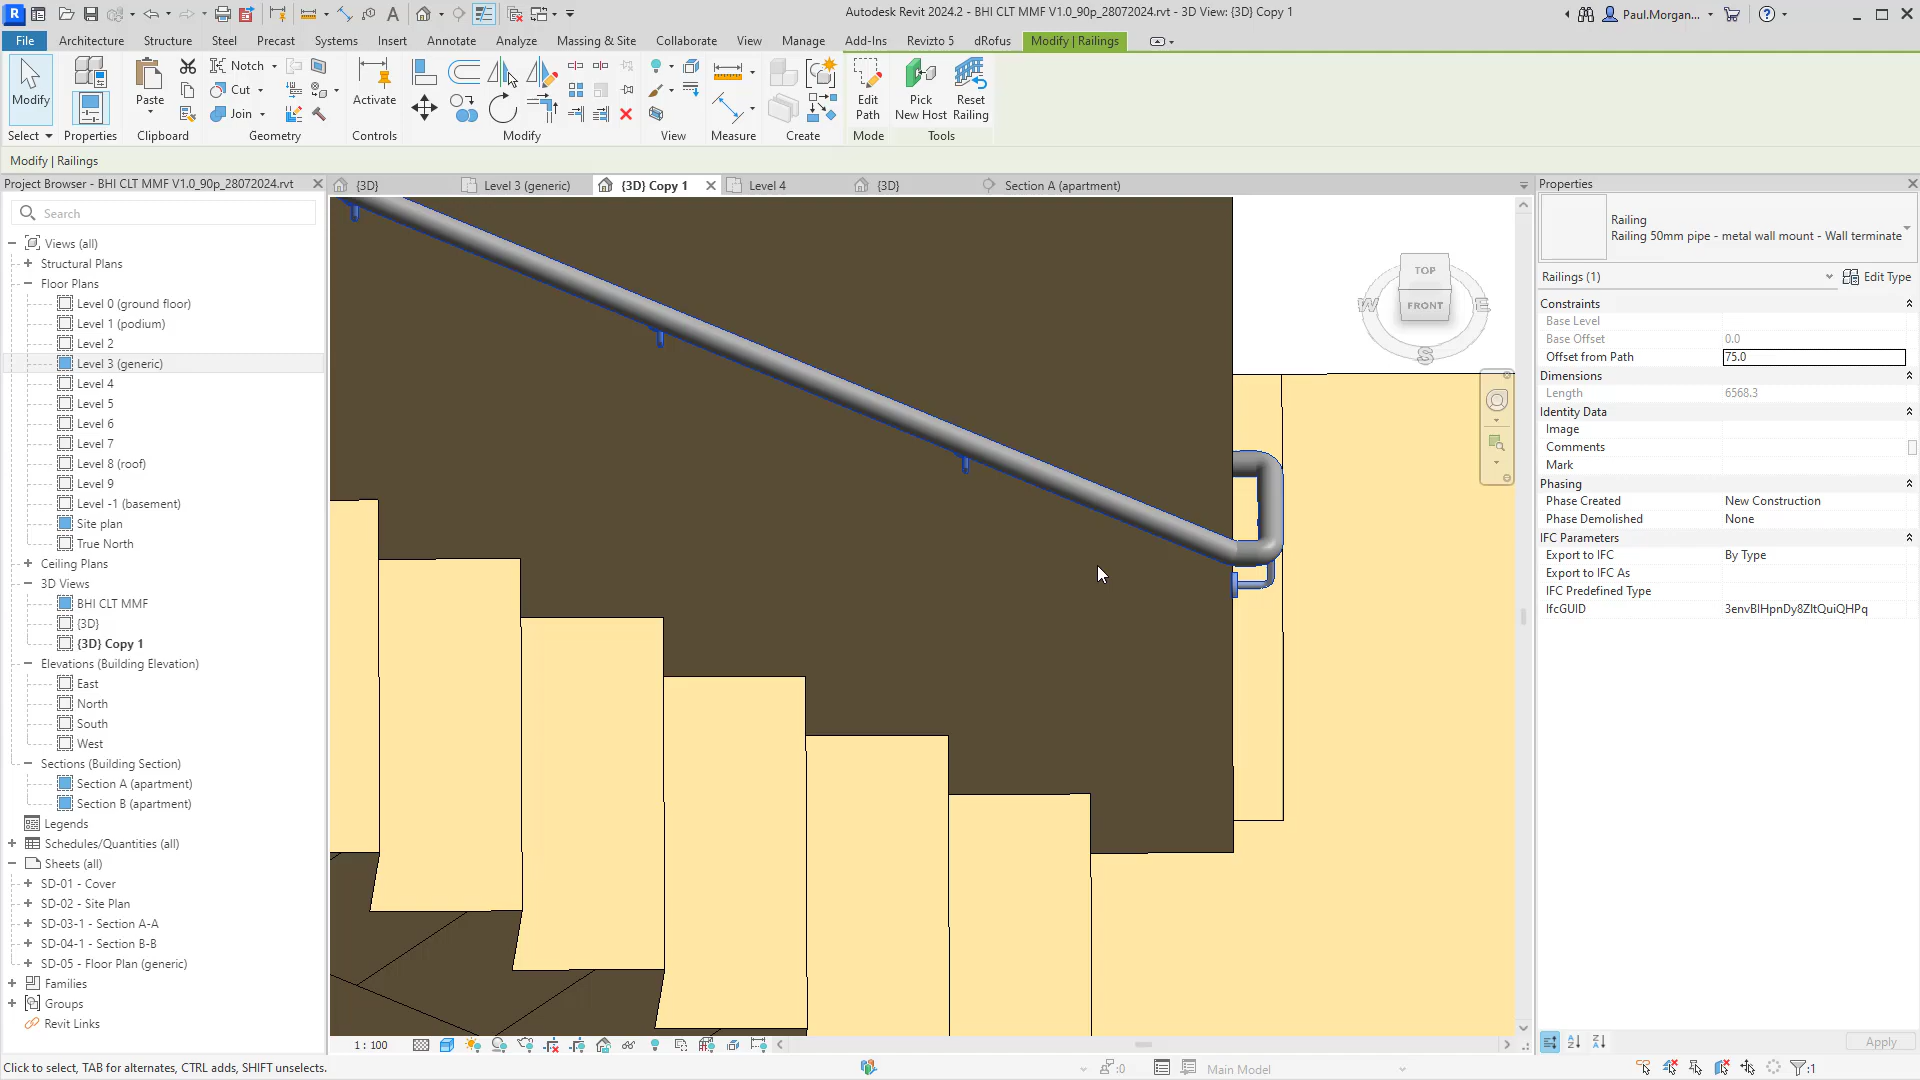 Autodesk Revit 2024.2 - BHI CLT MMF V1.0_90p_28072024.rvt - 3D View: {3D} Copy 1
Paul.Morgan...
File Architecture Structure Steel Precast Systems Insert Annotate Analyze Massing & Site Collaborate View Manage Add-Ins Revizto 5 dRofus Modify | Railings
Modify
Select
Properties
Paste
Clipboard
Notch
Cut
Join
Geometry
Activate
Controls
Modify
View
Measure
Create
Edit Path
Mode
Pick New Host
Reset Railing
Tools
Modify | Railings
Project Browser - BHI CLT MMF V1.0_90p_28072024.rvt
Search
Views (all)
Structural Plans
Floor Plans
Level 0 (ground floor)
Level 1 (podium)
Level 2
Level 3 (generic)
Level 4
Level 5
Level 6
Level 7
Level 8 (roof)
Level 9
Level -1 (basement)
Site plan
True North
Ceiling Plans
3D Views
BHI CLT MMF
{3D}
{3D} Copy 1
Elevations (Building Elevation)
East
North
South
West
Sections (Building Section)
Section A (apartment)
Section B (apartment)
Legends
Schedules/Quantities (all)
Sheets (all)
SD-01 - Cover
SD-02 - Site Plan
SD-03-1 - Section A-A
SD-04-1 - Section B-B
SD-05 - Floor Plan (generic)
Families
Groups
Revit Links
{3D} Level 3 (generic) {3D} Copy 1 Level 4 {3D} Section A (apartment)
TOP
FRONT
W
E
S
1 : 100
Properties
Railing
Railing 50mm pipe - metal wall mount - Wall terminate
Railings (1)
Edit Type
Constraints
Base Level
Base Offset 0.0
Offset from Path 75.0
Dimensions
Length 6568.3
Identity Data
Image
Comments
Mark
Phasing
Phase Created New Construction
Phase Demolished None
IFC Parameters
Export to IFC By Type
Export to IFC As
IFC Predefined Type
IfcGUID 3envBIHpnDy8ZItQuiQHPq
Apply
Click to select, TAB for alternates, CTRL adds, SHIFT unselects.
:0
Main Model
:1